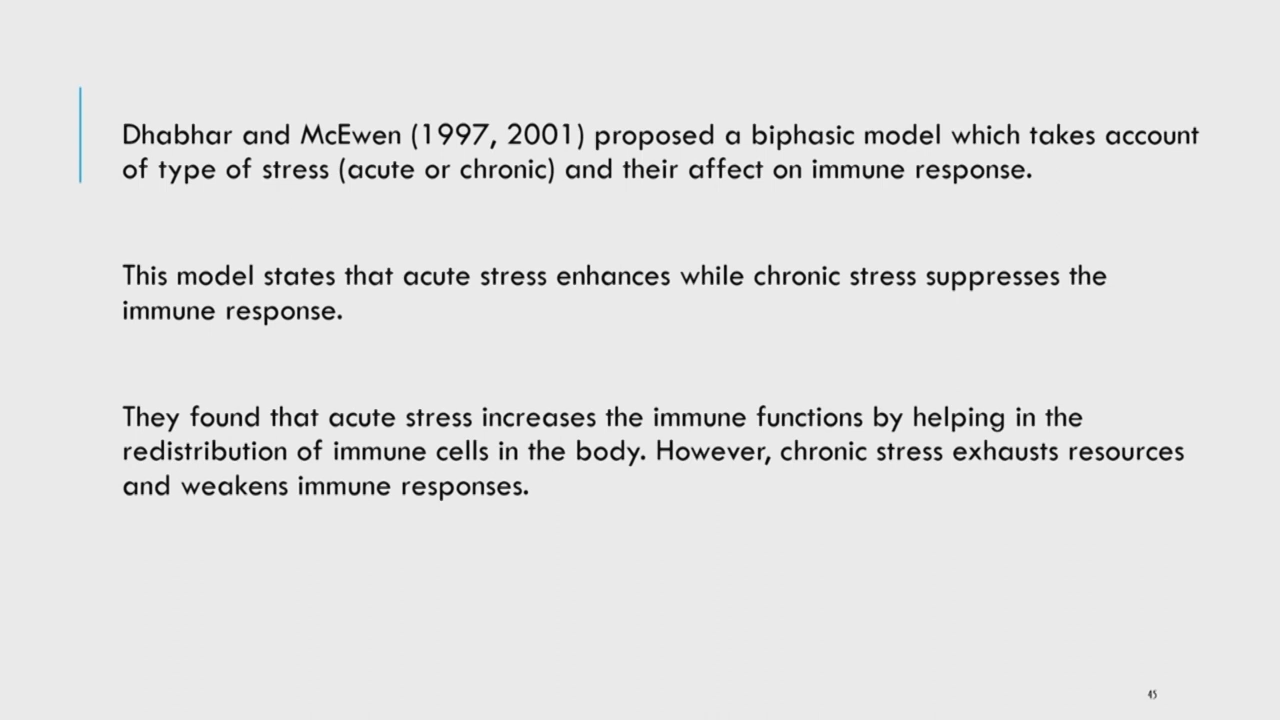 Dhabhar and McEwen (1997, 2001) proposed a biphasic model which takes account
of type of stress (acute or chronic) and their affect on immune response.
This model states that acute stress enhances while chronic stress suppresses the
immune response.
They found that acute stress increases the immune functions by helping in the
redistribution of immune cells in the body. However, chronic stress exhausts resources
and weakens immune responses.
45